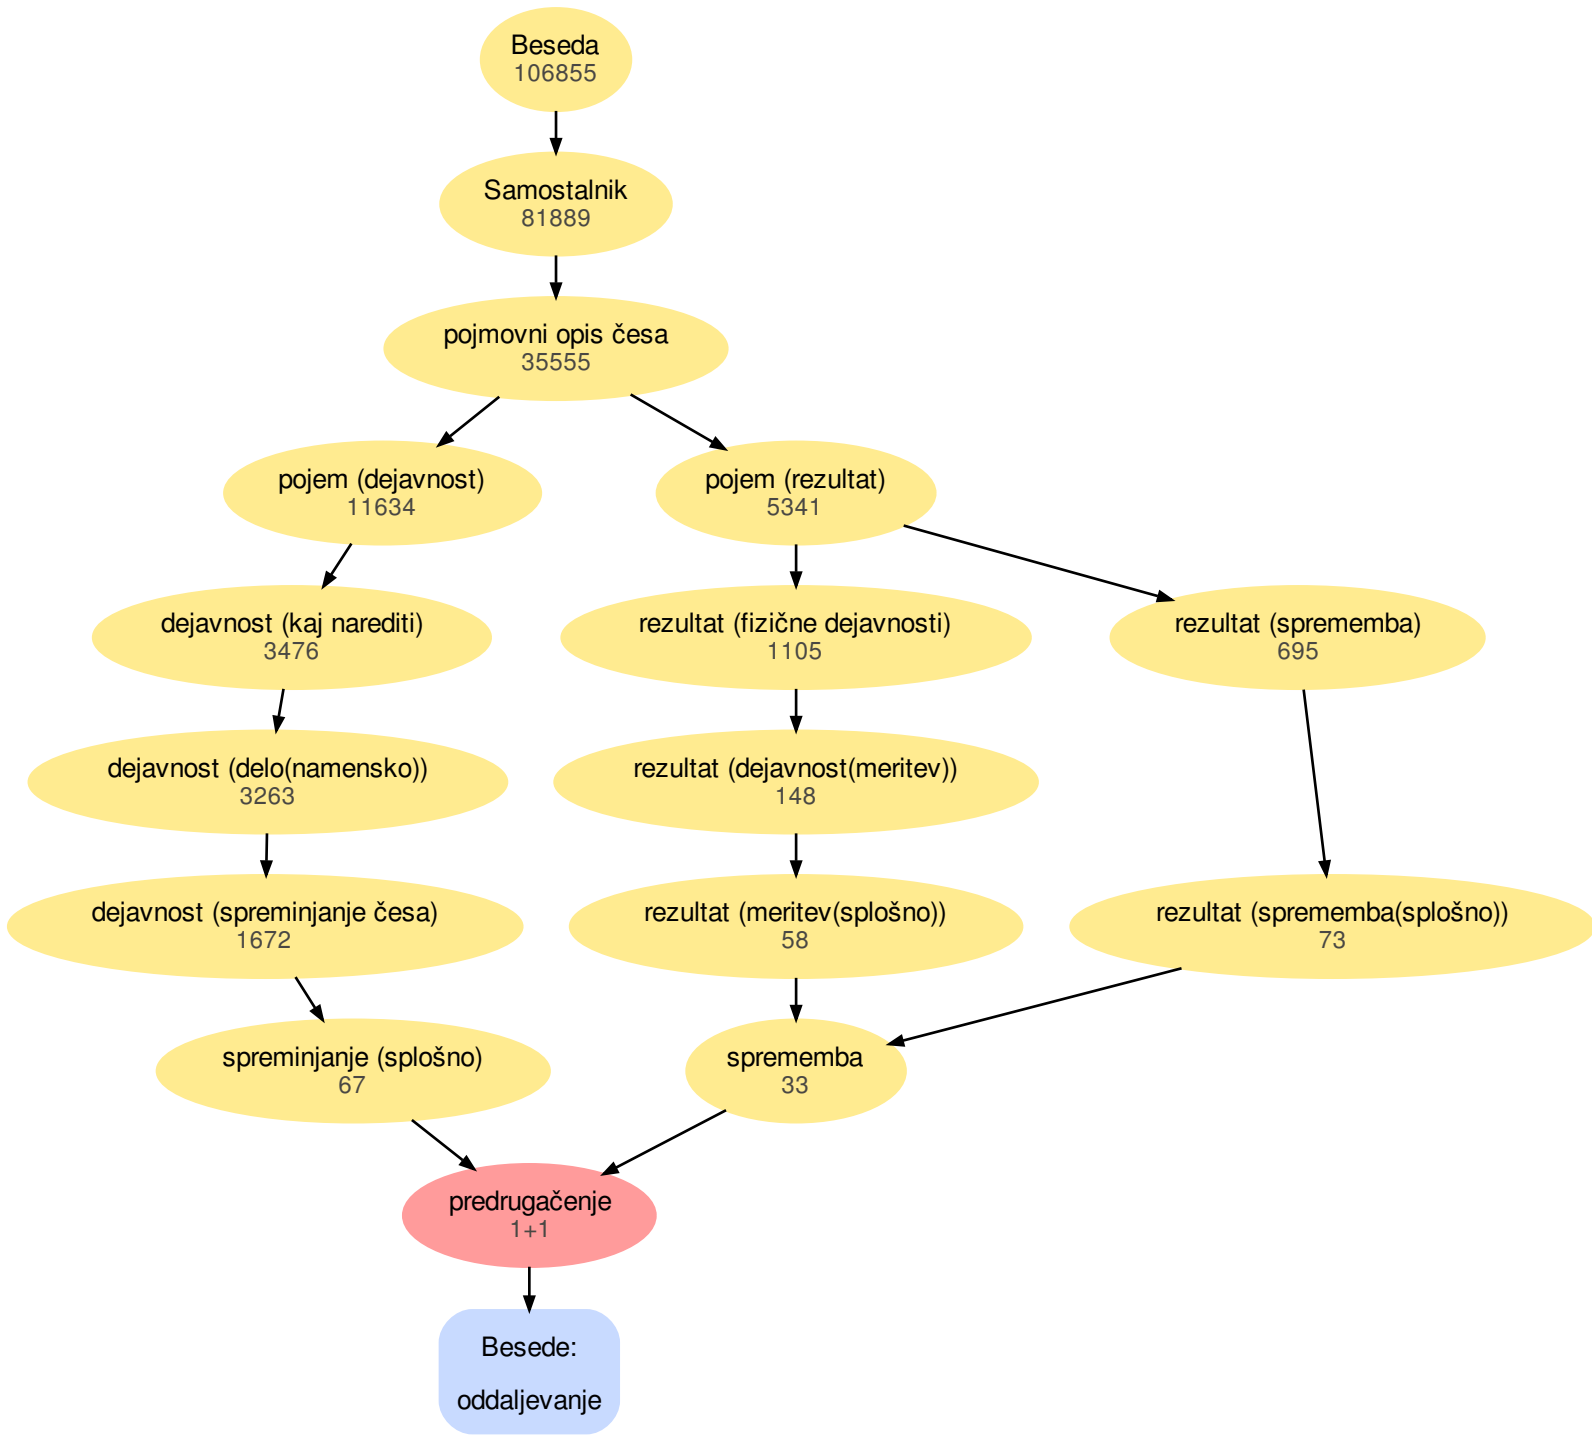 Beseda
106855
Samostalnik
81889
pojmovni opis česa
35555
pojem (dejavnost)
11634
pojem (rezultat)
5341
dejavnost (kaj narediti)
3476
rezultat (fizične dejavnosti)
1105
rezultat (sprememba)
695
dejavnost (delo(namensko))
3263
rezultat (dejavnost(meritev))
148
dejavnost (spreminjanje česa)
1672
rezultat (meritev(splošno))
58
rezultat (sprememba(splošno))
73
spreminjanje (splošno)
67
sprememba
33
predrugačenje
1+1
Besede:
oddaljevanje